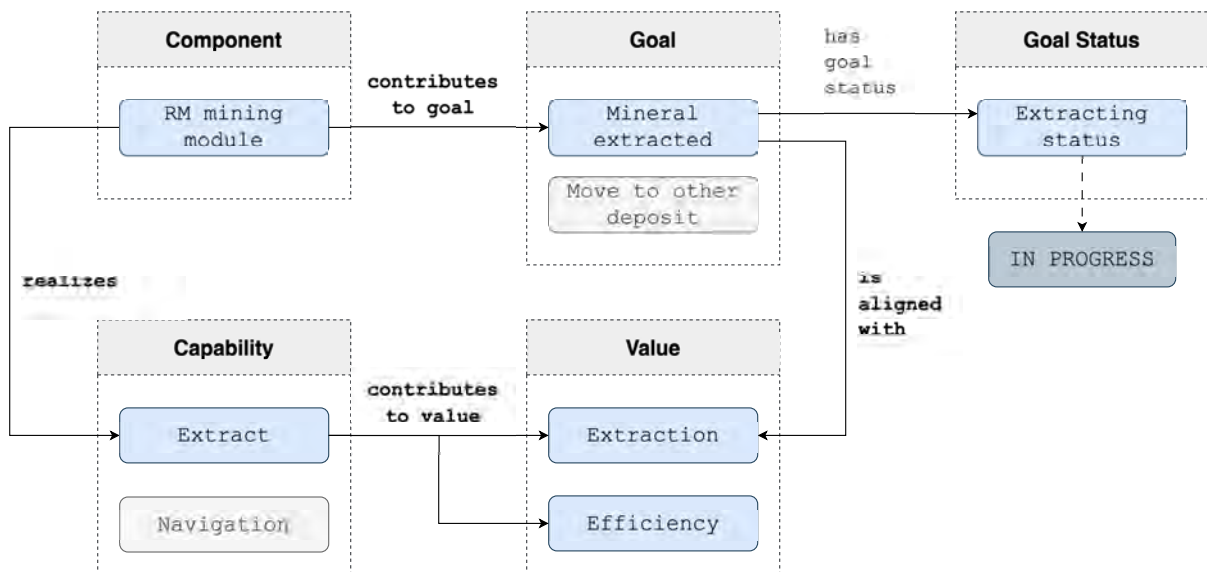 Component
RM mining
module
contributes
to goal
Goal
Mineral
extracted
Move to other
deposit
has
goal
status
Goal Status
Extracting
status
IN PROGRESS
realizes
is
aligned
with
Capability
Extract
Navigation
contributes
to value
Value
Extraction
Efficiency